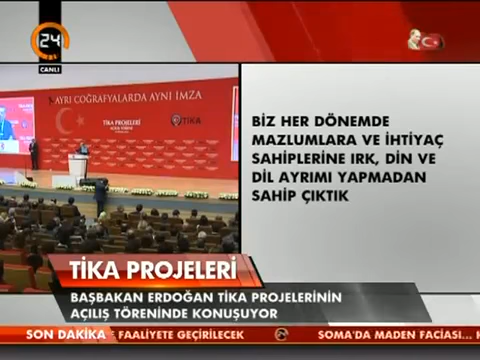 24
CANLI
AYRI COĞRAFYALARDA AYNI İMZA
TİKA PROJELERİ
TİKA
BİZ HER DÖNEMDE
MAZLUMLARA VE İHTİYAÇ
SAHİPLERİNE IRK, DİN VE
DİL AYRIMI YAPMADAN
SAHİP ÇIKTIK
TİKA PROJELERİ
BAŞBAKAN ERDOĞAN TİKA PROJELERİNİN
AÇILIŞ TÖRENİNDE KONUŞUYOR
SON DAKİKA FAALİYETE GEÇİRİLECEK 24 SOMA'DA MADEN FACİASI... K